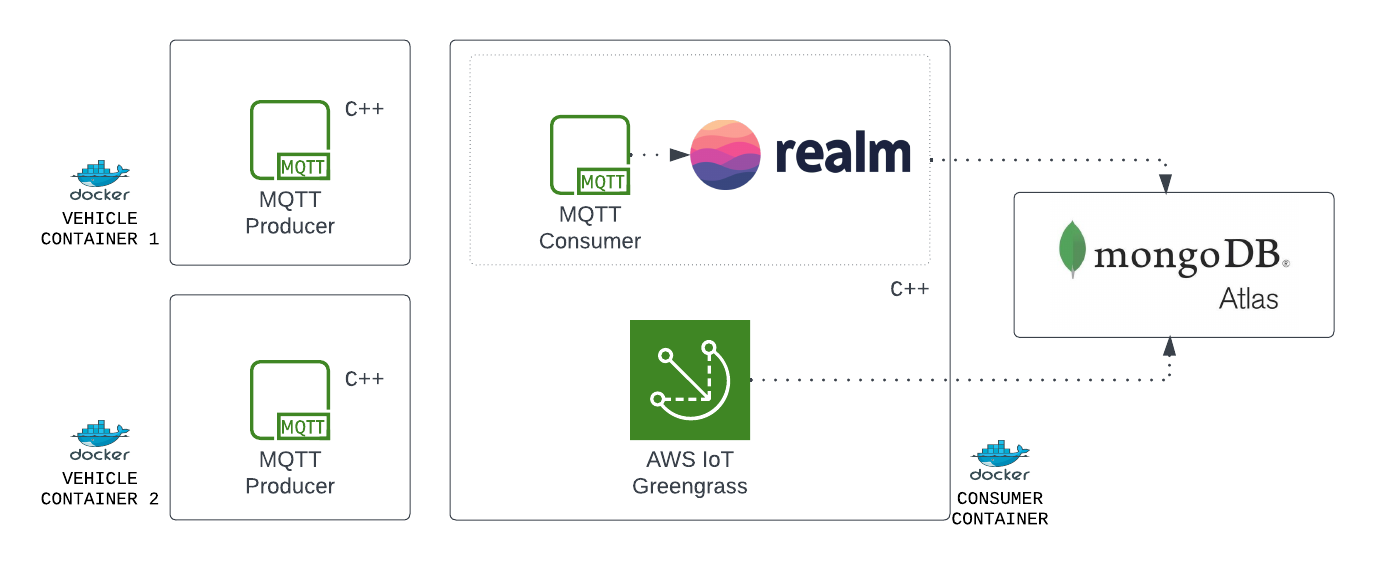 C++
MQTT
MQTT
Producer
docker
VEHICLE
CONTAINER 1
C++
MQTT
MQTT
Producer
docker
VEHICLE
CONTAINER 2
MQTT
MQTT
Consumer
realm
C++
AWS IoT
Greengrass
docker
CONSUMER
CONTAINER
mongoDB®
Atlas